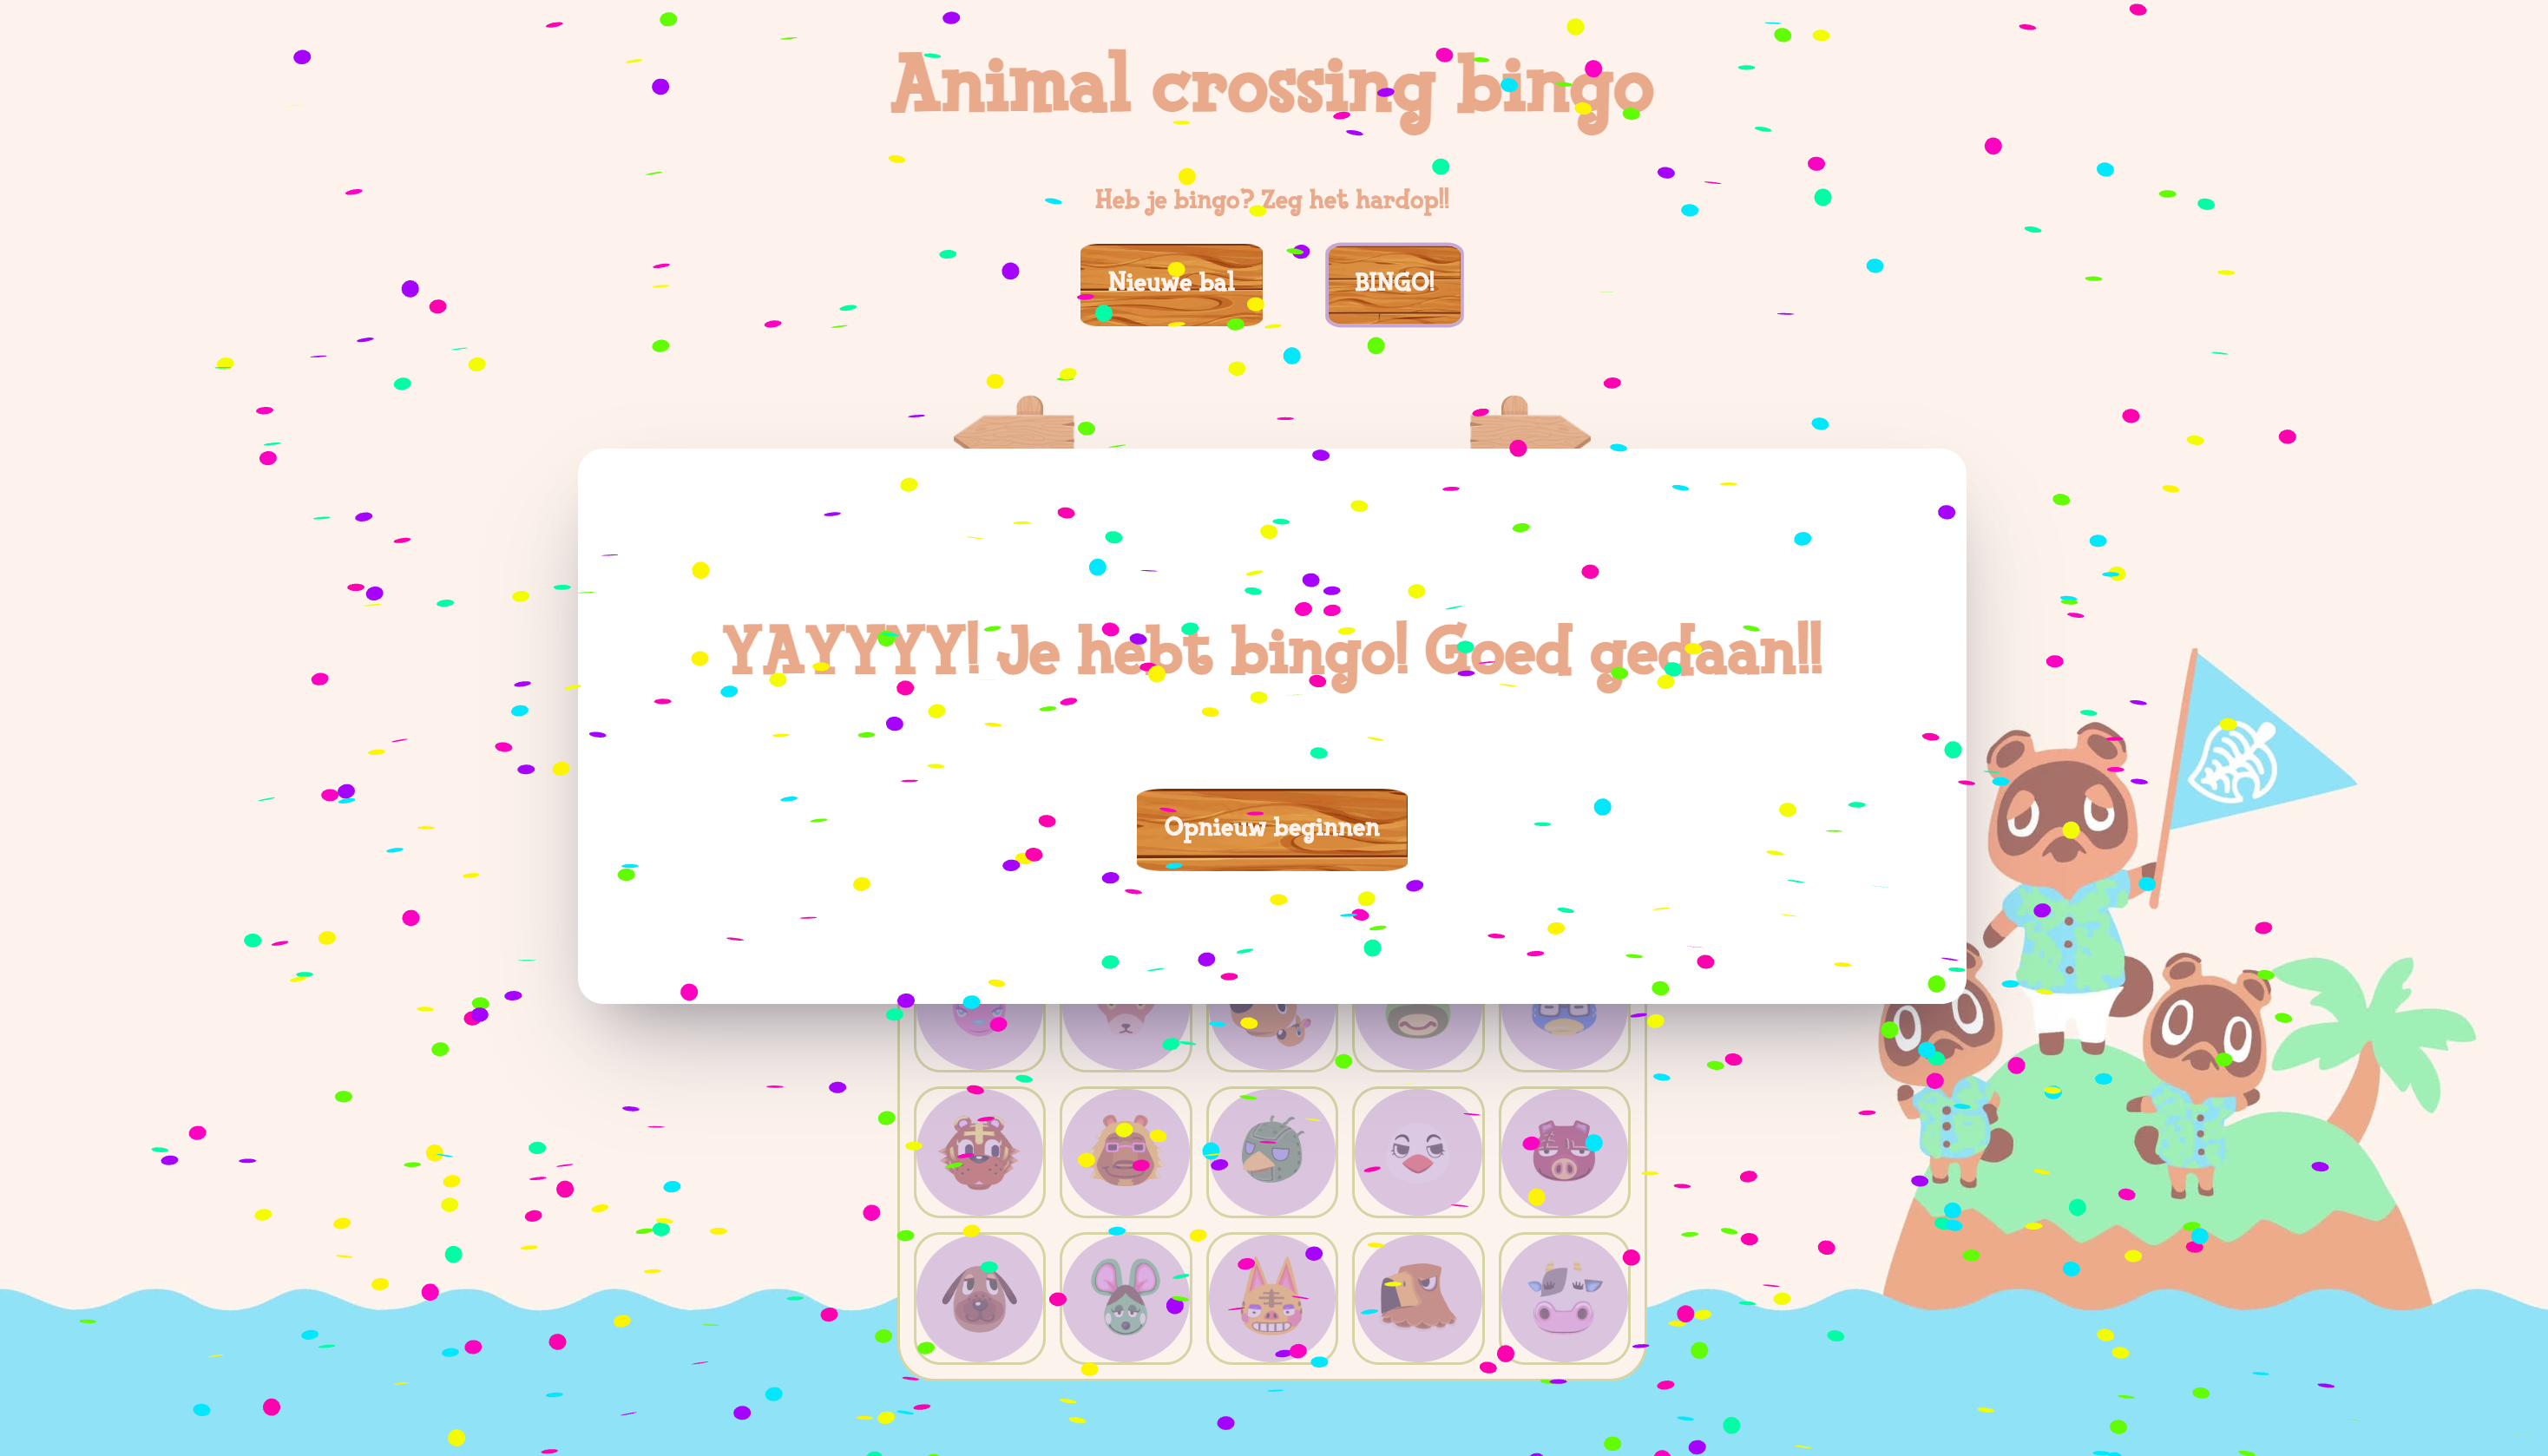 Animal crossing bingo
Heb je bingo? Zeg het hardop!!
Nieuwe bal
BINGO!
YAYYYY! Je hebt bingo! Goed gedaan!!
Opnieuw beginnen